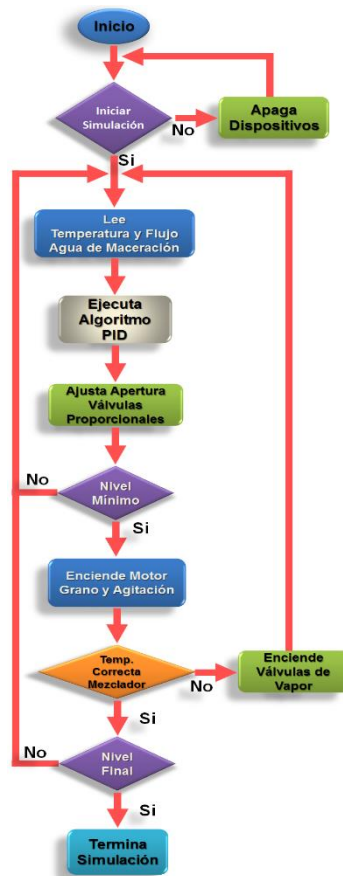 Inicio
Iniciar
Simulación
No
Apaga
Dispositivos
Si
Lee
Temperatura y Flujo
Agua de Maceración
Ejecuta
Algoritmo
PID
Ajusta Apertura
Válvulas
Proporcionales
No
Nivel
Mínimo
Si
Enciende Motor
Grano y Agitación
Temp.
Correcta
Mezclador
No
Enciende
Válvulas de
Vapor
Si
No
Nivel
Final
Si
Termina
Simulación